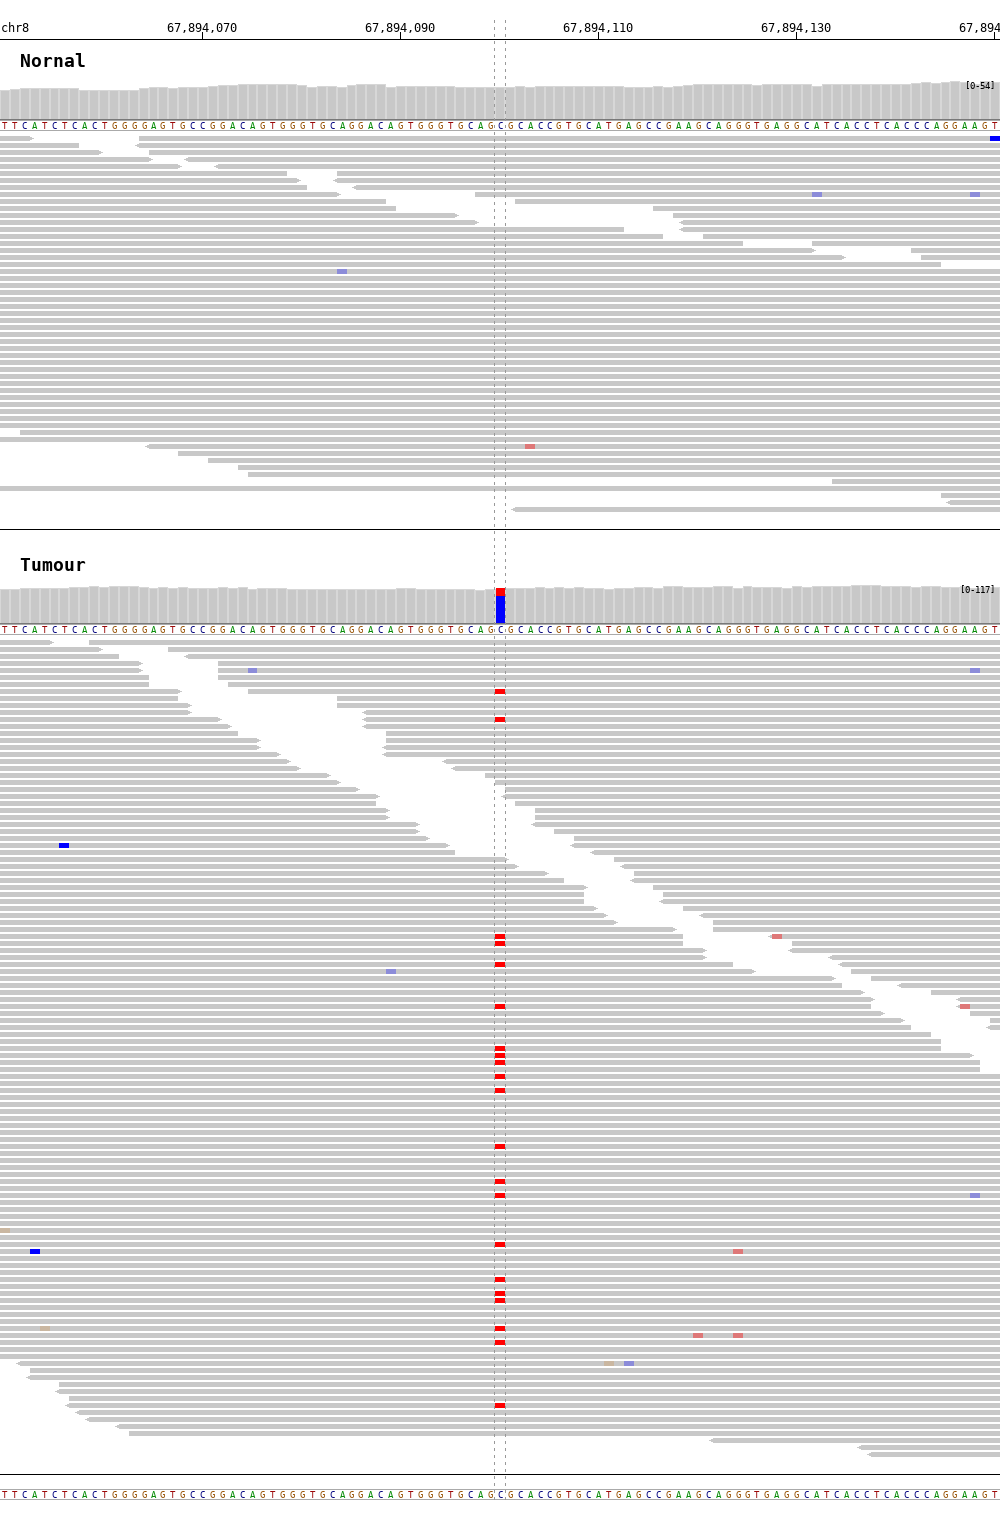 chr8 67,894,070 67,894,090 67,894,110 67,894,130 67,894
Nornal
[0-54]
TTCATCTCACTGGGGAGTGCCGGACAGTGGGTGCAGGACAGTGGGTGCAGCGCACCGTGCATGAGCCGAAGCAGGGTGAGGCATCACCTCACCCAGGAAGT
Tumour
[0-117]
TTCATCTCACTGGGGAGTGCCGGACAGTGGGTGCAGGACAGTGGGTGCAGCGCACCGTGCATGAGCCGAAGCAGGGTGAGGCATCACCTCACCCAGGAAGT
TTCATCTCACTGGGGAGTGCCGGACAGTGGGTGCAGGACAGTGGGTGCAGCGCACCGTGCATGAGCCGAAGCAGGGTGAGGCATCACCTCACCCAGGAAGT